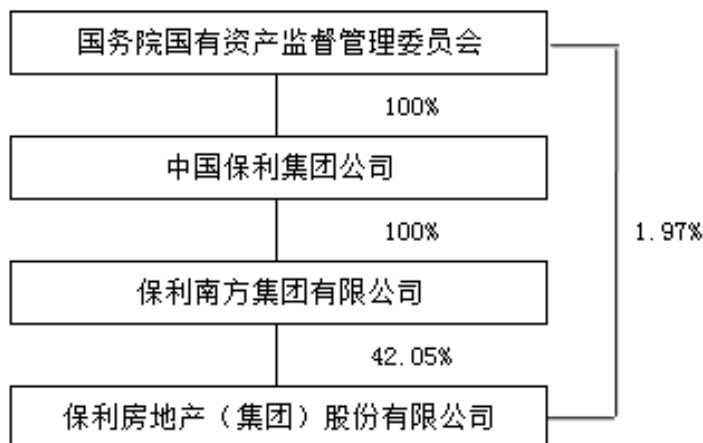 国务院国有资产监督管理委员会
100%
中国保利集团公司
100%
1.97%
保利南方集团有限公司
42.05%
保利房地产（集团）股份有限公司